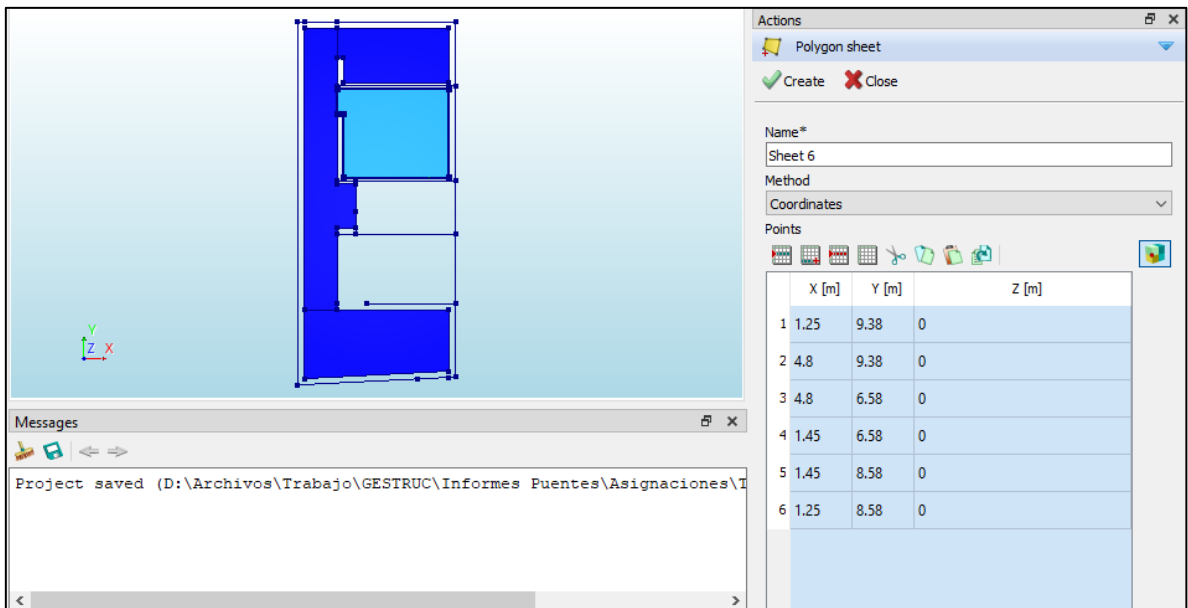 Actions
Polygon sheet
Create Close
Name*
Sheet 6
Method
Coordinates
Points
X [m] Y [m] Z [m]
1 1.25 9.38 0
2 4.8 9.38 0
3 4.8 6.58 0
4 1.45 6.58 0
5 1.45 8.58 0
6 1.25 8.58 0
Y
Z X
Messages
Project saved (D:\Archivos\Trabajo\GESTRUC\Informes Puentes\Asignaciones\T